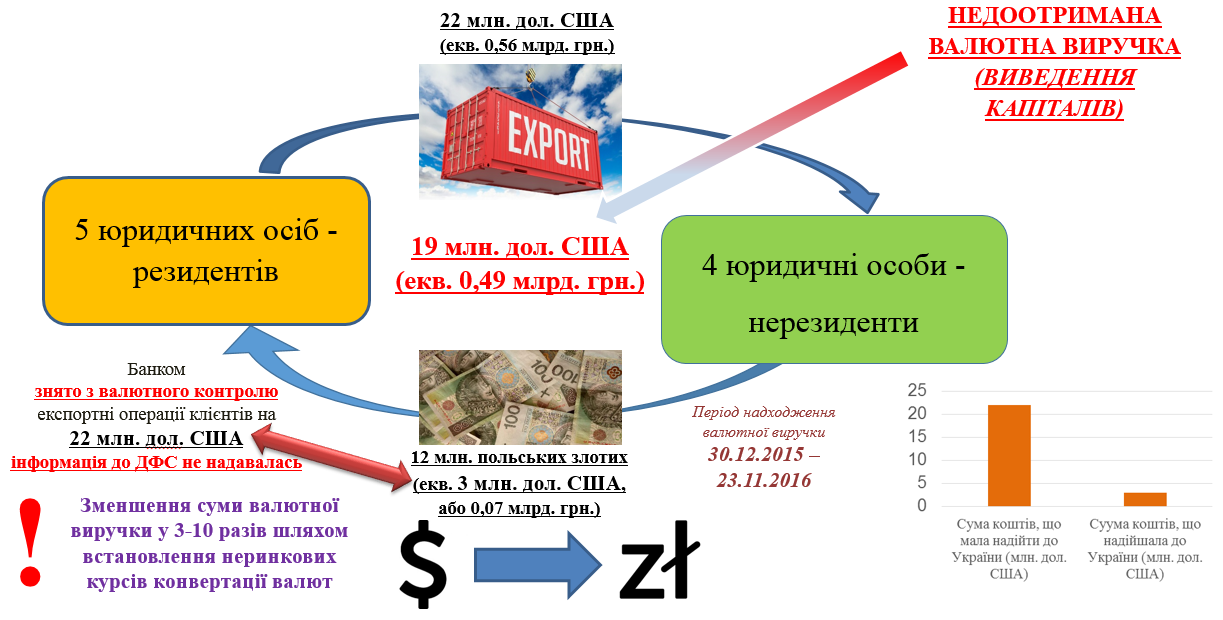 22 млн. дол. США
(екв. 0,56 млрд. грн.)
НЕДООТРИМАНА
ВАЛЮТНА ВИРУЧКА
(ВИВЕДЕННЯ
КАПІТАЛІВ)
EXPORT
5 юридичних осіб -
резидентів
19 млн. дол. США
(екв. 0,49 млрд. грн.)
4 юридичні особи -
нерезиденти
Банком
знято з валютного контролю
експортні операції клієнтів на
22 млн. дол. США
інформація до ДФС не надавалась
100
100
12 млн. польських злотих
(екв. 3 млн. дол. США,
або 0,07 млрд. грн.)
Період надходження
валютної виручки
30.12.2015 –
23.11.2016
!
Зменшення суми валютної
виручки у 3-10 разів шляхом
встановлення неринкових
курсів конвертації валют
$
zł
25
20
15
10
5
0
Сума коштів, що
мала надійти до
України (млн. дол.
США)
Суума коштів, що
надійшала до
України (млн. дол.
США)